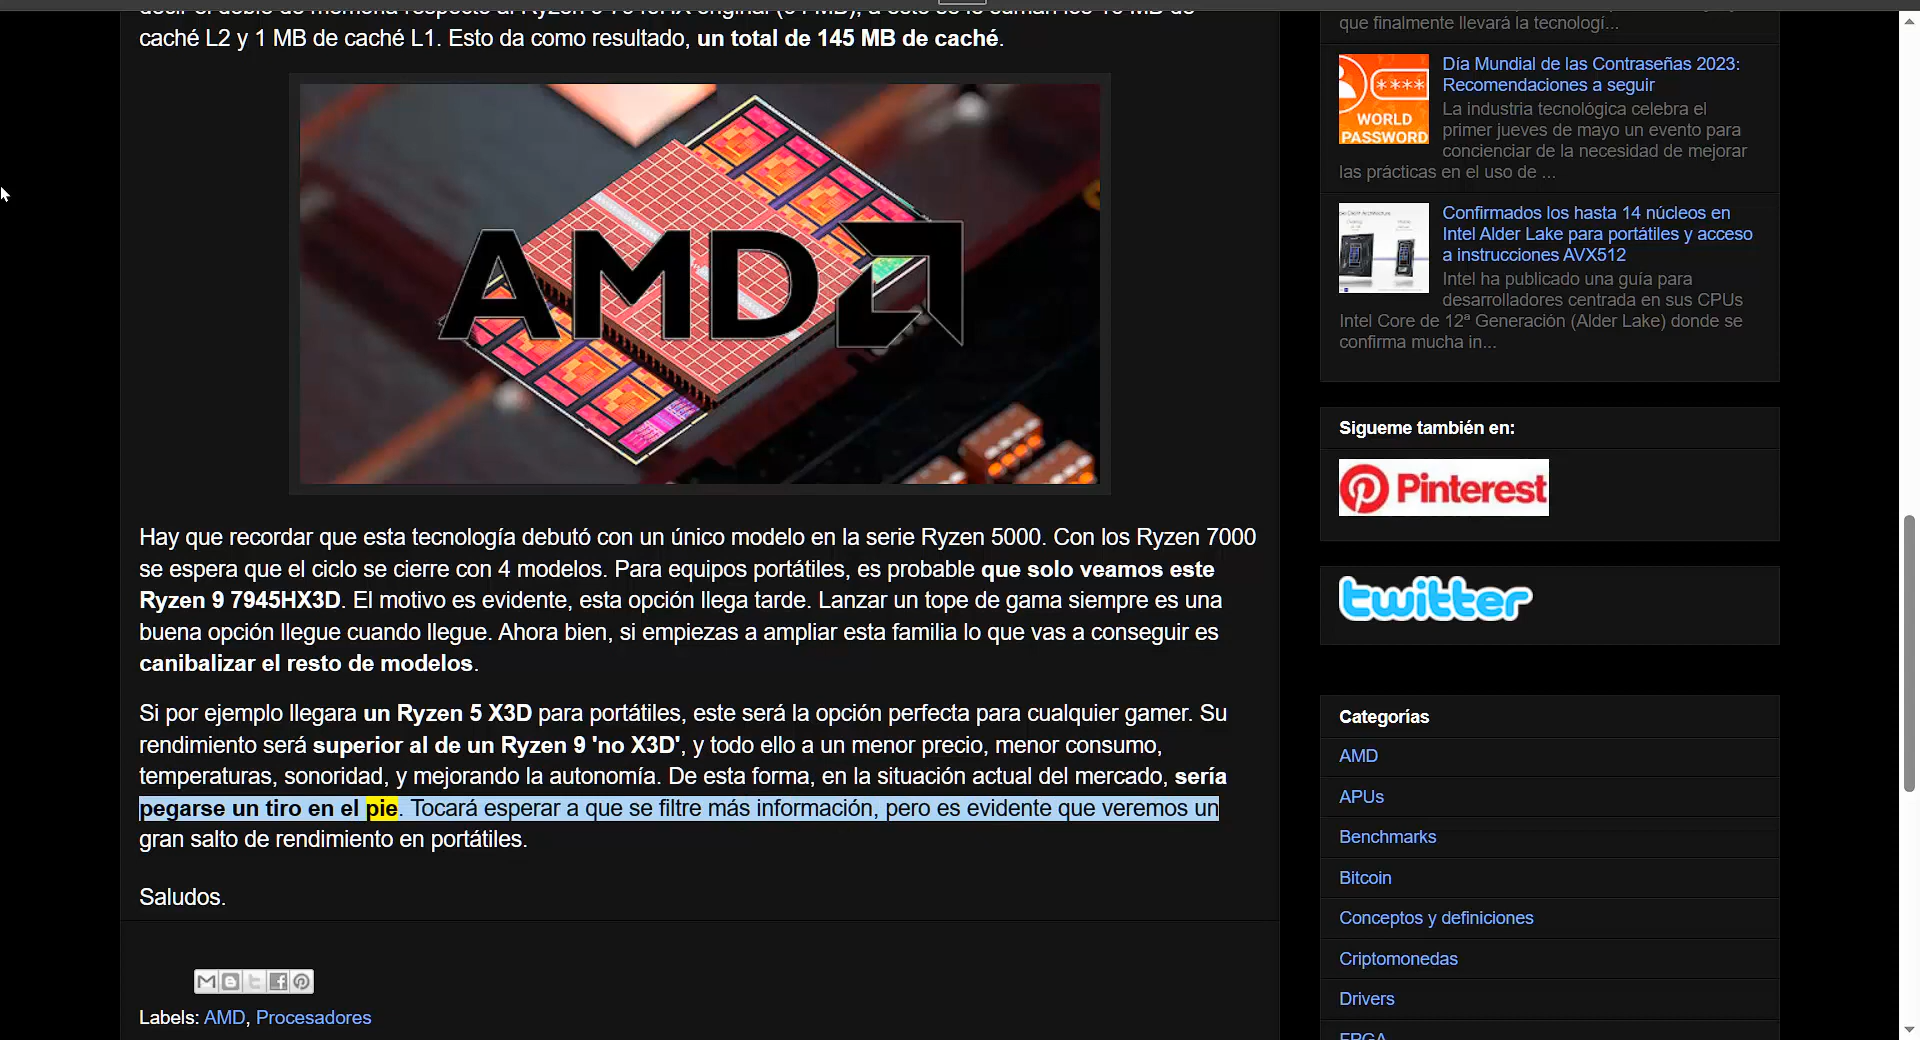 caché L2 y 1 MB de caché L1. Esto da como resultado, un total de 145 MB de caché.
AMD
Hay que recordar que esta tecnología debutó con un único modelo en la serie Ryzen 5000. Con los Ryzen 7000
se espera que el ciclo se cierre con 4 modelos. Para equipos portátiles, es probable que solo veamos este
Ryzen 9 7945HX3D. El motivo es evidente, esta opción llega tarde. Lanzar un tope de gama siempre es una
buena opción llegue cuando llegue. Ahora bien, si empiezas a ampliar esta familia lo que vas a conseguir es
canibalizar el resto de modelos.
Si por ejemplo llegara un Ryzen 5 X3D para portátiles, este será la opción perfecta para cualquier gamer. Su
rendimiento será superior al de un Ryzen 9 'no X3D', y todo ello a un menor precio, menor consumo,
temperaturas, sonoridad, y mejorando la autonomía. De esta forma, en la situación actual del mercado, sería
pegarse un tiro en el pie. Tocará esperar a que se filtre más información, pero es evidente que veremos un
gran salto de rendimiento en portátiles.
Saludos.
Labels: AMD, Procesadores
que finalmente llevará la tecnologí...
Día Mundial de las Contraseñas 2023:
Recomendaciones a seguir
****
WORLD
PASSWORD
La industria tecnológica celebra el
primer jueves de mayo un evento para
concienciar de la necesidad de mejorar
las prácticas en el uso de ...
Confirmados los hasta 14 núcleos en
Intel Alder Lake para portátiles y acceso
a instrucciones AVX512
Intel ha publicado una guía para
desarrolladores centrada en sus CPUs
Intel Core de 12ª Generación (Alder Lake) donde se
confirma mucha in...
Sigueme también en:
Pinterest
twitter
Categorías
AMD
APUs
Benchmarks
Bitcoin
Conceptos y definiciones
Criptomonedas
Drivers
FPGA